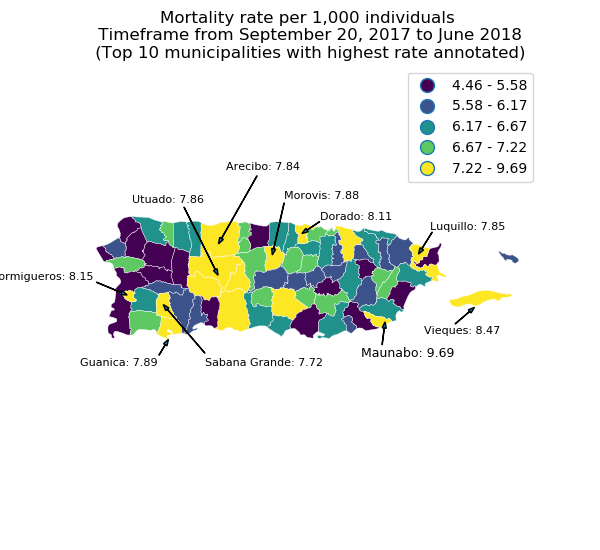 Mortality rate per 1,000 individuals
Timeframe from September 20, 2017 to June 2018
(Top 10 municipalities with highest rate annotated)
4.46 - 5.58
5.58 - 6.17
6.17 - 6.67
6.67 - 7.22
7.22 - 9.69
Arecibo: 7.84
Utuado: 7.86
Morovis: 7.88
Dorado: 8.11
Luquillo: 7.85
ormigueros: 8.15
Vieques: 8.47
Maunabo: 9.69
Guanica: 7.89
Sabana Grande: 7.72